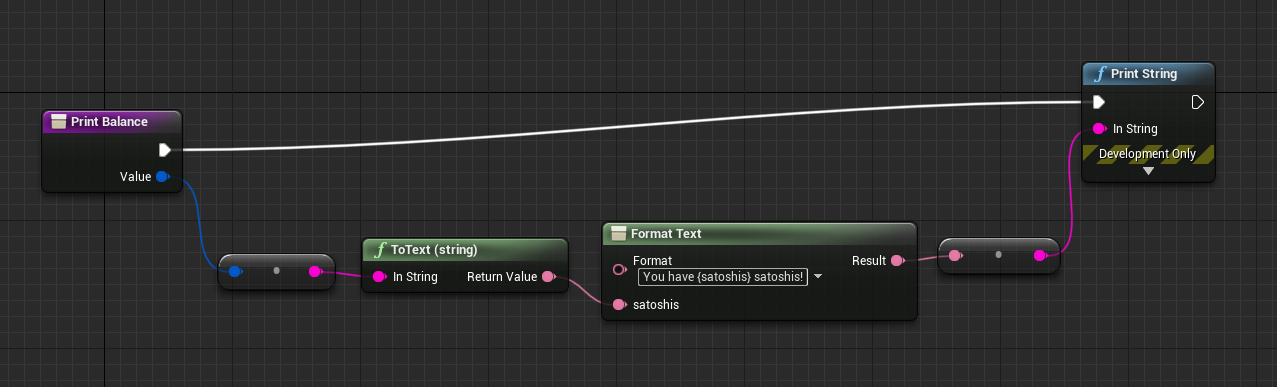 Print Balance
Value
ToText (string)
In String Return Value
Format Text
Format Result
You have {satoshis} satoshis!
satoshis
Print String
In String
Development Only